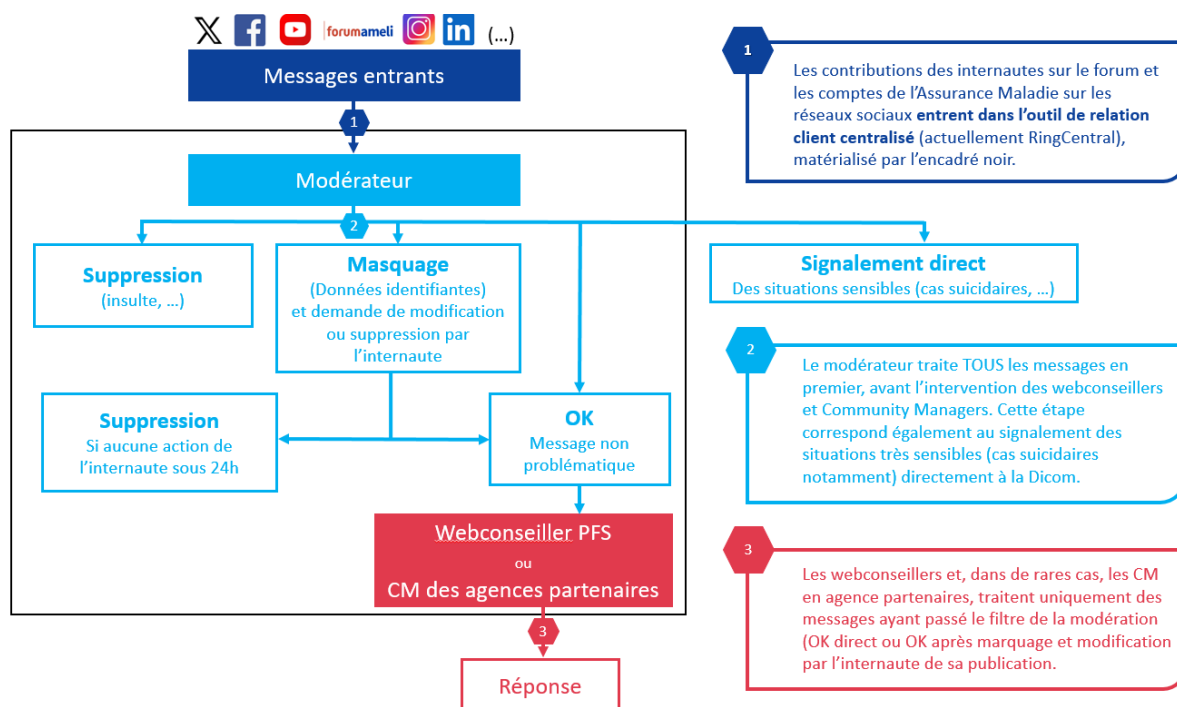 forumameli
(...)
Messages entrants
1
Modérateur
2
Suppression
(insulte, ...)
Masquage
(Données identifiantes)
et demande de modification
ou suppression par
l'internaute
Signalement direct
Des situations sensibles (cas suicidaires, ...)
Suppression
Si aucune action de
l'internaute sous 24h
OK
Message non
problématique
Webconseiller PFS
ou
CM des agences partenaires
3
Réponse
1
Les contributions des internautes sur le forum et
les comptes de l'Assurance Maladie sur les
réseaux sociaux entrent dans l'outil de relation
client centralisé (actuellement RingCentral),
matérialisé par l'encadré noir.
2
Le modérateur traite TOUS les messages en
premier, avant l'intervention des webconseillers
et Community Managers. Cette étape
correspond également au signalement des
situations très sensibles (cas suicidaires
notamment) directement à la Dicom.
3
Les webconseillers et, dans de rares cas, les CM
en agence partenaires, traitent uniquement des
messages ayant passé le filtre de la modération
(OK direct ou OK après marquage et modification
par l'internaute de sa publication.